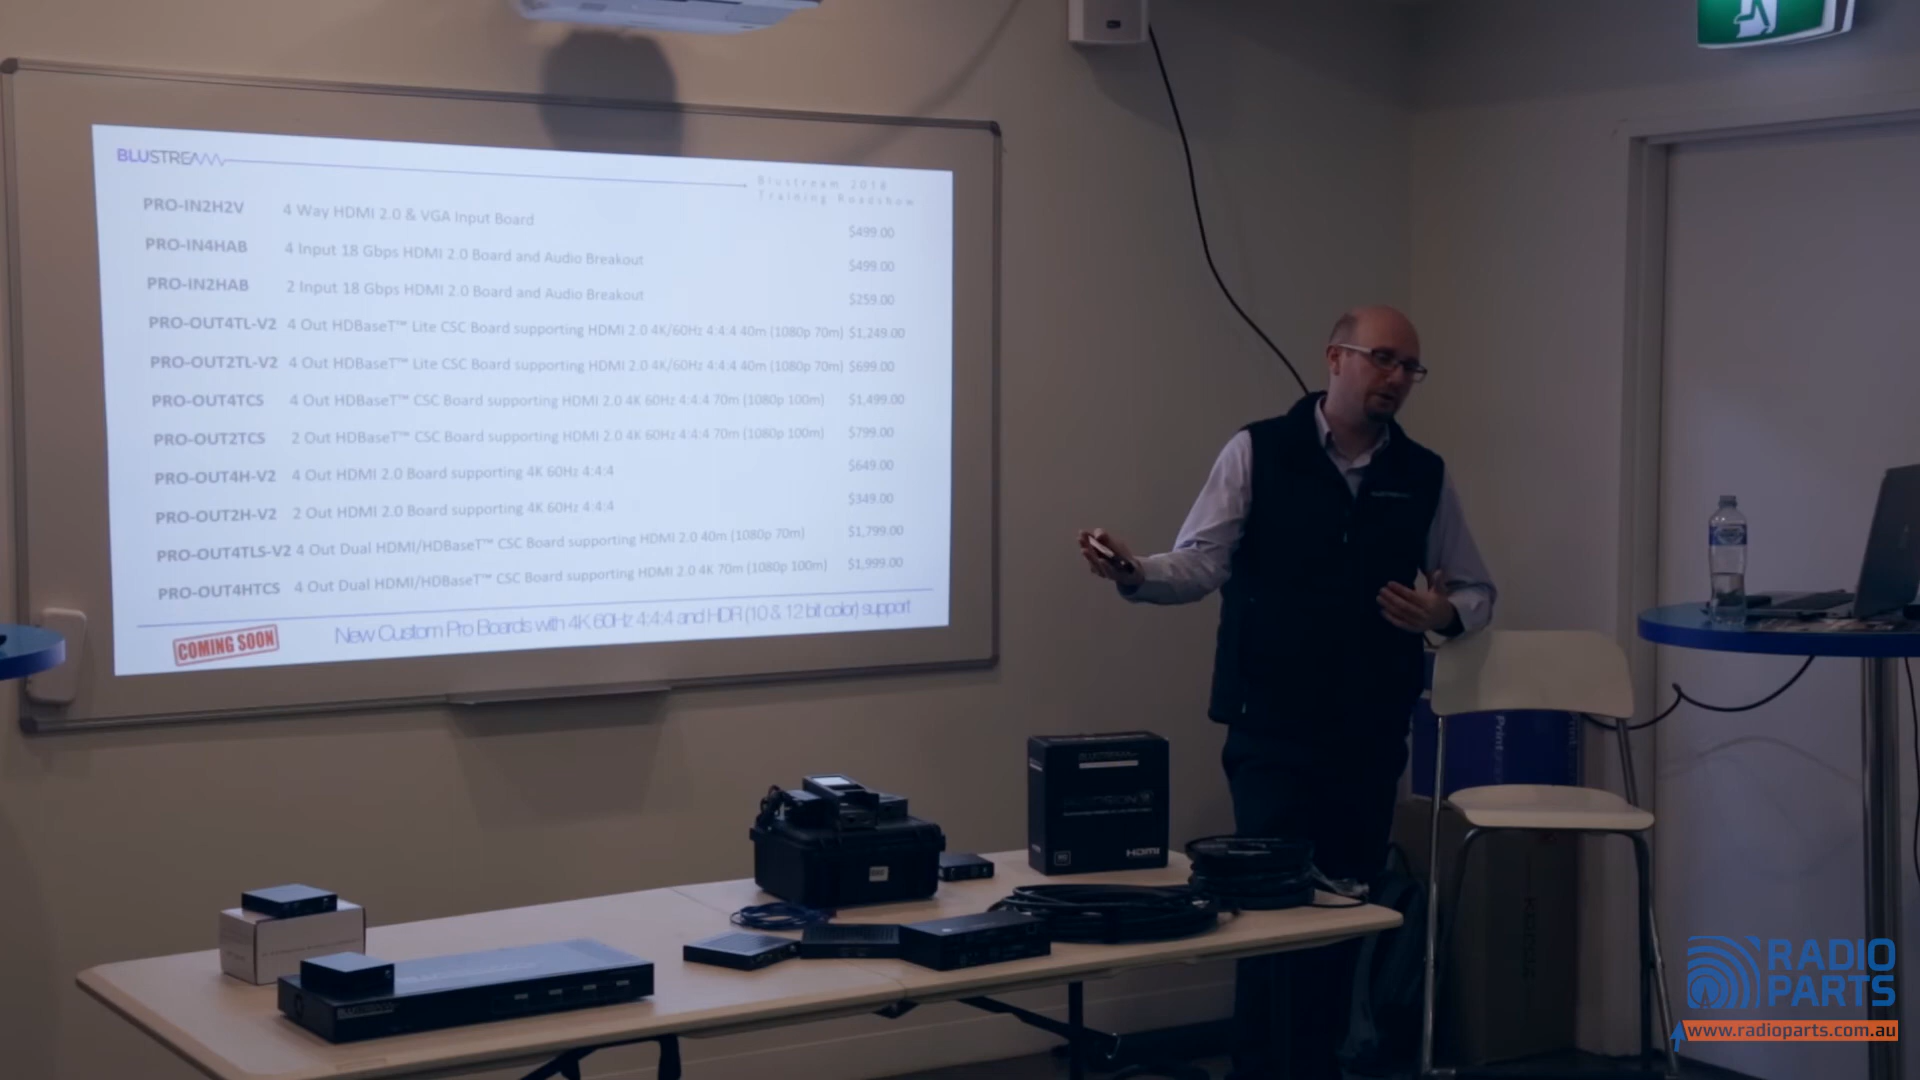 BLUSTREAM
Blustream 2018
Training Roadshow
PRO-IN2H2V 4 Way HDMI 2.0 & VGA Input Board $499.00
PRO-IN4HAB 4 Input 18 Gbps HDMI 2.0 Board and Audio Breakout $499.00
PRO-IN2HAB 2 Input 18 Gbps HDMI 2.0 Board and Audio Breakout $259.00
PRO-OUT4TL-V2 4 Out HDBaseT™ Lite CSC Board supporting HDMI 2.0 4K/60Hz 4:4:4 40m (1080p 70m) $1,249.00
PRO-OUT2TL-V2 4 Out HDBaseT™ Lite CSC Board supporting HDMI 2.0 4K/60Hz 4:4:4 40m (1080p 70m) $699.00
PRO-OUT4TCS 4 Out HDBaseT™ CSC Board supporting HDMI 2.0 4K 60Hz 4:4:4 70m (1080p 100m) $1,499.00
PRO-OUT2TCS 2 Out HDBaseT™ CSC Board supporting HDMI 2.0 4K 60Hz 4:4:4 70m (1080p 100m) $799.00
PRO-OUT4H-V2 4 Out HDMI 2.0 Board supporting 4K 60Hz 4:4:4 $649.00
PRO-OUT2H-V2 2 Out HDMI 2.0 Board supporting 4K 60Hz 4:4:4 $349.00
PRO-OUT4TLS-V2 4 Out Dual HDMI/HDBaseT™ CSC Board supporting HDMI 2.0 40m (1080p 70m) $1,799.00
PRO-OUT4HTCS 4 Out Dual HDMI/HDBaseT™ CSC Board supporting HDMI 2.0 4K 70m (1080p 100m) $1,999.00
COMING SOON
New Custom Pro Boards with 4K 60Hz 4:4:4 and HDR (10 & 12 bit color) support
BLUSTREAM
HDMI
Print
KONGS
RADIO
PARTS
www.radioparts.com.au